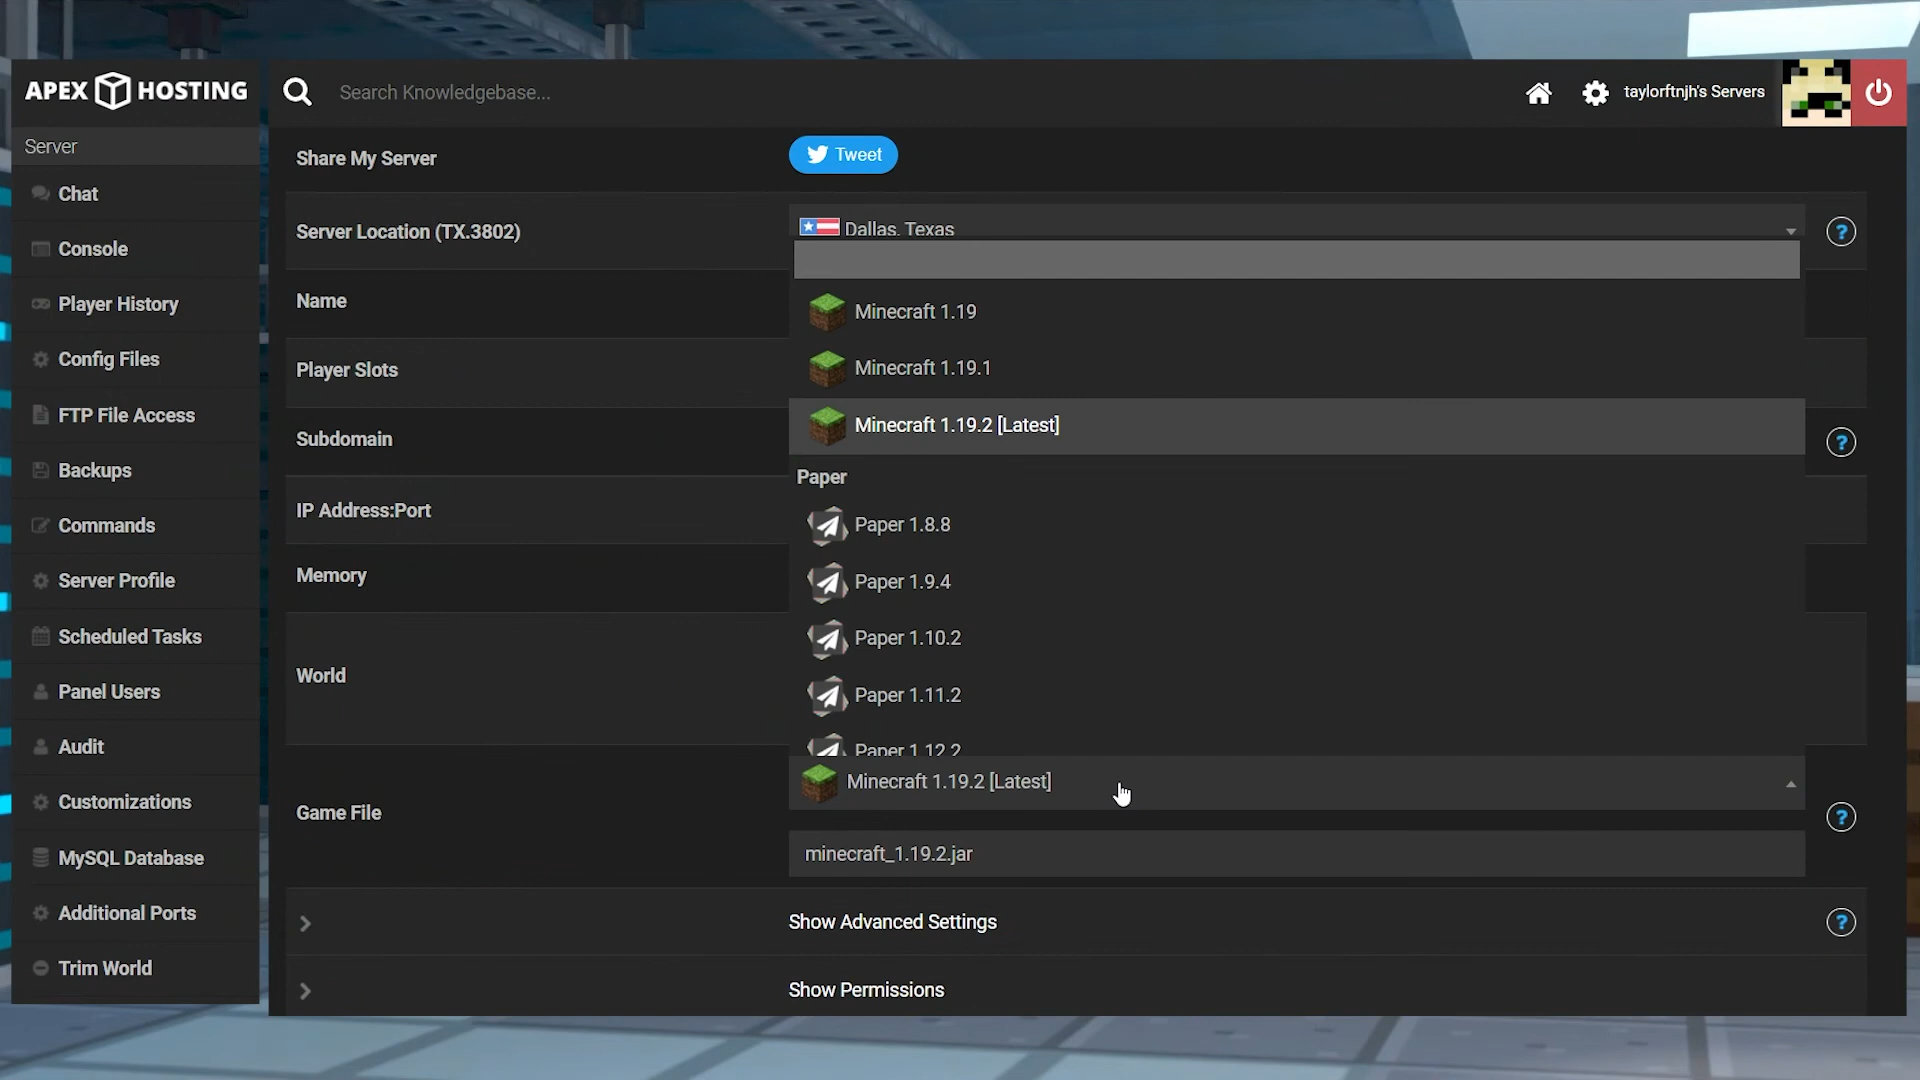 APEX HOSTING
Search Knowledgebase...
taylorftnjh's Servers
Server
Chat
Console
Player History
Config Files
FTP File Access
Backups
Commands
Server Profile
Scheduled Tasks
Panel Users
Audit
Customizations
MySQL Database
Additional Ports
Trim World
Share My Server
Tweet
Server Location (TX.3802)
Dallas, Texas
?
Name
Minecraft 1.19
Player Slots
Minecraft 1.19.1
Subdomain
Minecraft 1.19.2 [Latest]
?
Paper
IP Address:Port
Paper 1.8.8
Memory
Paper 1.9.4
Paper 1.10.2
World
Paper 1.11.2
Paper 1.12.2
Game File
Minecraft 1.19.2 [Latest]
?
minecraft_1.19.2.jar
Show Advanced Settings
?
Show Permissions